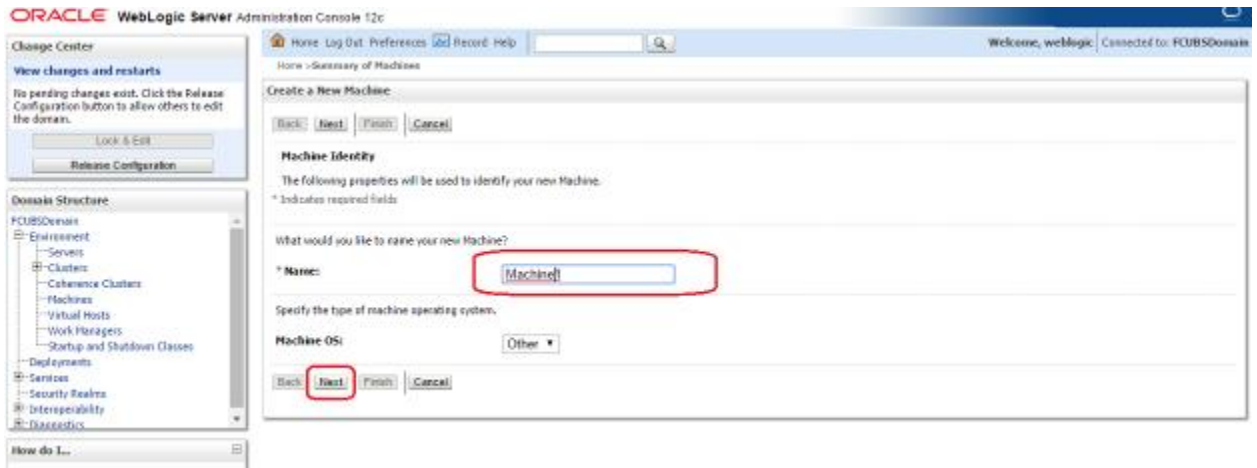 ORACLE WebLogic Server Administration Console 12c
Change Center
View changes and restarts
No pending changes exist. Click the Release
Configuration button to allow others to edit
the domain.
Lock & Edit
Release Configuration
Domain Structure
FCUBSDomain
Environment
Servers
Clusters
Coherence Clusters
Machines
Virtual Hosts
Work Managers
Startup and Shutdown Classes
Deployments
Services
Security Realms
Interoperability
Diagnostics
How do I...
Home Log Out Preferences Record Help
Welcome, weblogic Connected to: FCUBSDomain
Home >Summary of Machines
Create a New Machine
Back Next Finish Cancel
Machine Identity
The following properties will be used to identify your new Machine.
* Indicates required fields
What would you like to name your new Machine?
* Name: Machine1
Specify the type of machine operating system.
Machine OS: Other
Back Next Finish Cancel